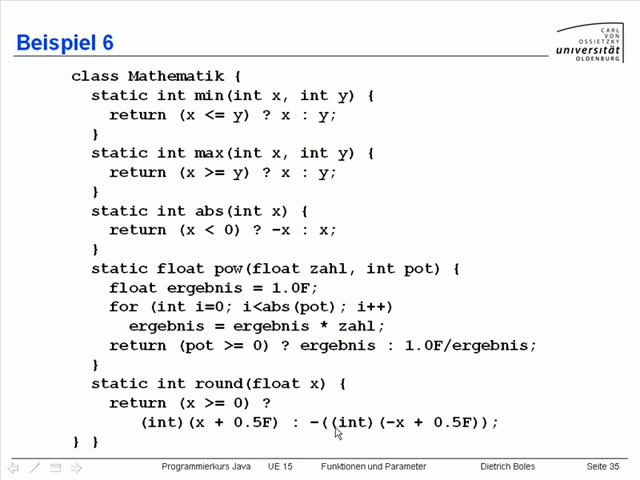 Beispiel 6
CARL
VON
OSSIETZKY
universität
OLDENBURG
class Mathematik {
static int min(int x, int y) {
return (x <= y) ? x : y;
}
static int max(int x, int y) {
return (x >= y) ? x : y;
}
static int abs(int x) {
return (x < 0) ? -x : x;
}
static float pow(float zahl, int pot) {
float ergebnis = 1.0F;
for (int i=0; i<abs(pot); i++)
ergebnis = ergebnis * zahl;
return (pot >= 0) ? ergebnis : 1.0F/ergebnis;
}
static int round(float x) {
return (x >= 0) ?
(int)(x + 0.5F) : -((int)(-x + 0.5F));
} }
Programmierkurs Java UE 15 Funktionen und Parameter Dietrich Boles Seite 35